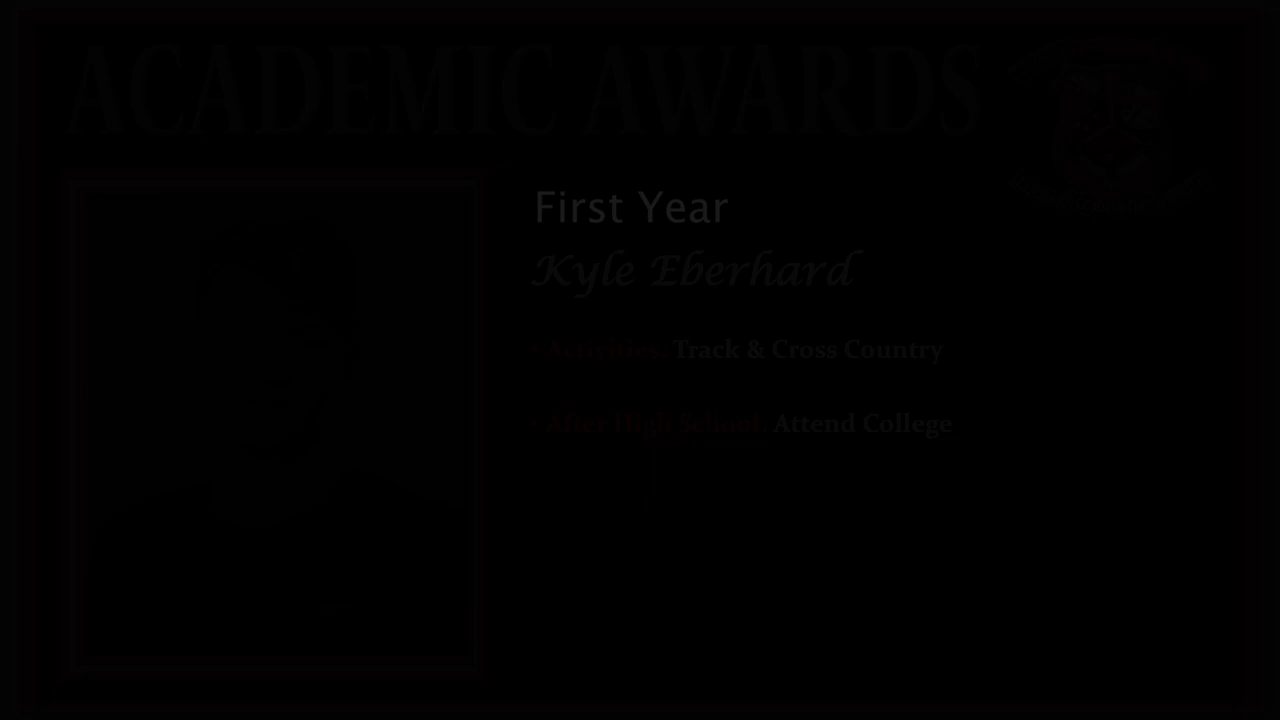 ACADEMIC AWARDS
First Year
Kyle Eberhard
• Activities: Track & Cross Country
• After High School: Attend College